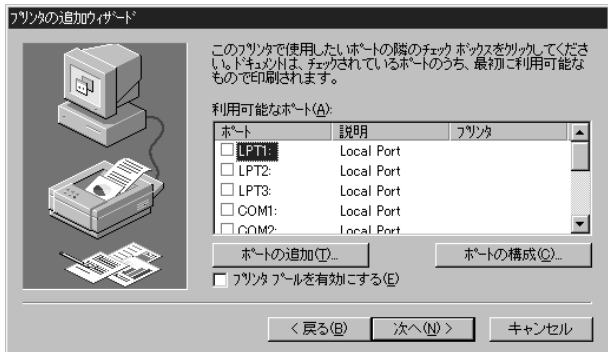 プリンタの追加ウィザード
このプリンタで使用したいポートの隣のチェック ボックスをクリックしてくださ
い。ドキュメントは、チェックされているポートのうち、最初に利用可能な
もので印刷されます。
利用可能なポート(A):
ポート 説明 プリンタ
LPT1: Local Port
LPT2: Local Port
LPT3: Local Port
COM1: Local Port
COM2: Local Port
ポートの追加(T)... ポートの構成(C)...
プリンタ プールを有効にする(E)
< 戻る(B) 次へ(N) > キャンセル